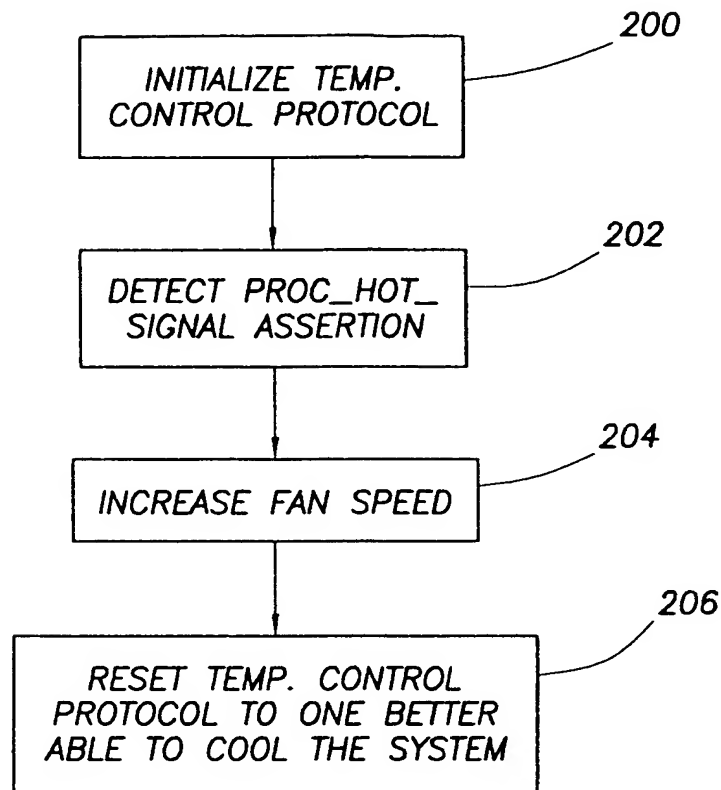 200
INITIALIZE TEMP.
CONTROL PROTOCOL
202
DETECT PROC_HOT_
SIGNAL ASSERTION
204
INCREASE FAN SPEED
206
RESET TEMP. CONTROL
PROTOCOL TO ONE BETTER
ABLE TO COOL THE SYSTEM